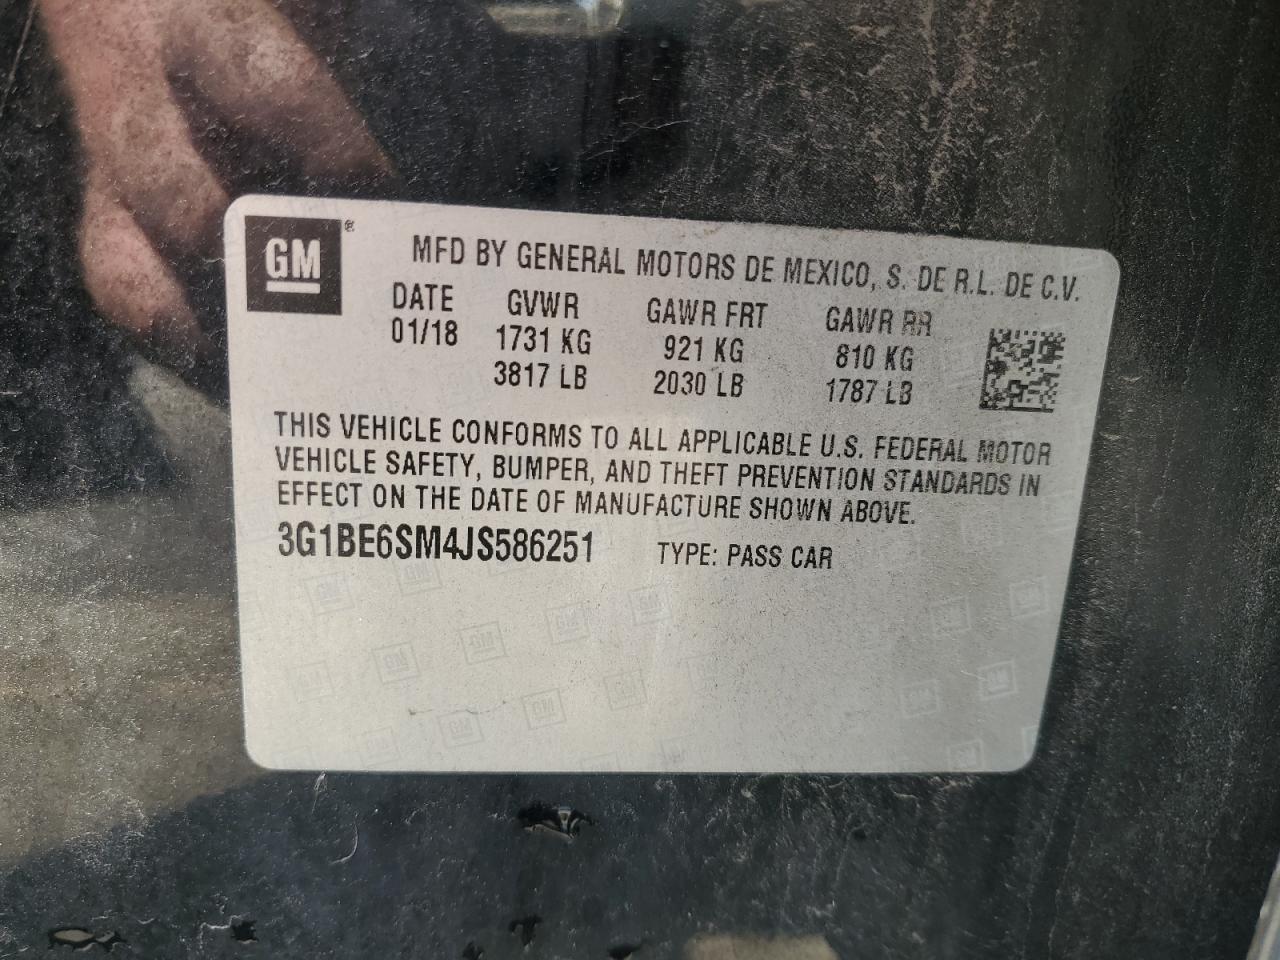 GM ®
MFD BY GENERAL MOTORS DE MEXICO, S. DE R.L. DE C.V.
DATE GVWR GAWR FRT GAWR RR
01/18 1731 KG 921 KG 810 KG
3817 LB 2030 LB 1787 LB
THIS VEHICLE CONFORMS TO ALL APPLICABLE U.S. FEDERAL MOTOR
VEHICLE SAFETY, BUMPER, AND THEFT PREVENTION STANDARDS IN
EFFECT ON THE DATE OF MANUFACTURE SHOWN ABOVE.
3G1BE6SM4JS586251 TYPE: PASS CAR